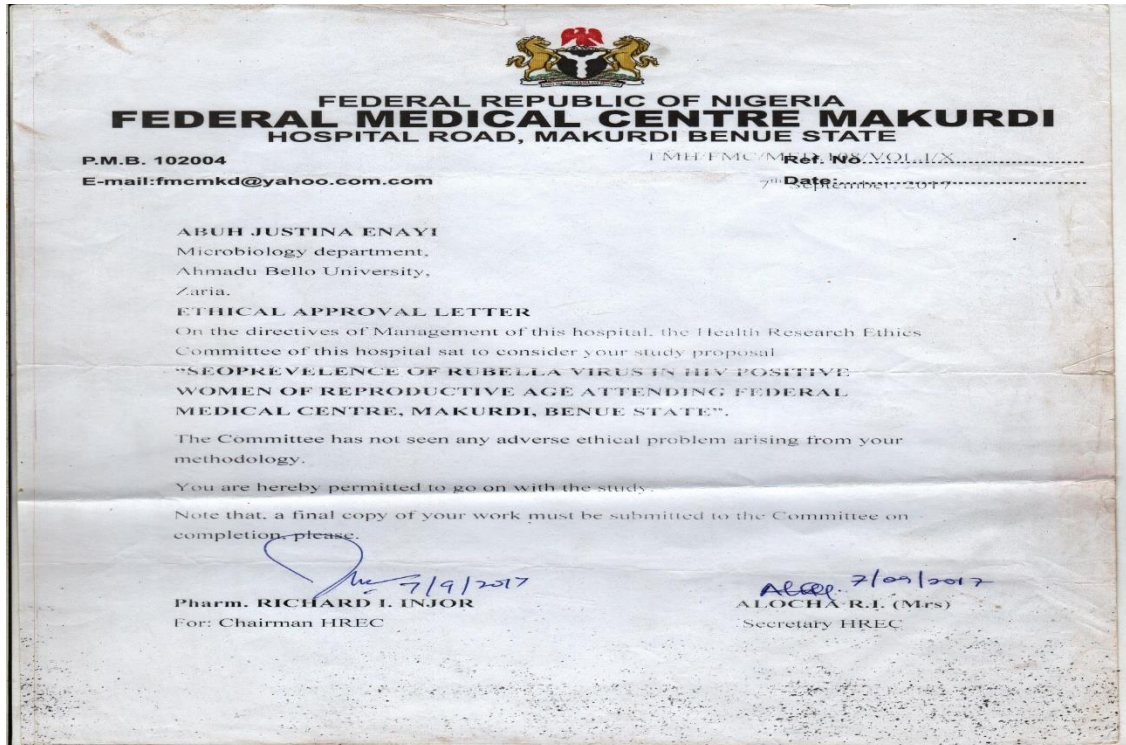 FEDERAL REPUBLIC OF NIGERIA
FEDERAL MEDICAL CENTRE MAKURDI
HOSPITAL ROAD, MAKURDI BENUE STATE
P.M.B. 102004
Ref. No
E-mail:fmcmkd@yahoo.com.com
Date:
7th September, 2017
ABUH JUSTINA ENAYI
Microbiology department,
Ahmadu Bello University,
Zaria.
ETHICAL APPROVAL LETTER
On the directives of Management of this hospital, the Health Research Ethics
Committee of this hospital sat to consider your study proposal
"SEOPREVELENCE OF RUBELLA VIRUS IN HIV POSITIVE
WOMEN OF REPRODUCTIVE AGE ATTENDING FEDERAL
MEDICAL CENTRE, MAKURDI, BENUE STATE".
The Committee has not seen any adverse ethical problem arising from your
methodology.
You are hereby permitted to go on with the study.
Note that, a final copy of your work must be submitted to the Committee on
completion, please.
7/9/2017
7/09/2017
Pharm. RICHARD I. INJOR
ALOCHA R.I. (Mrs)
For: Chairman HREC
Secretary HREC